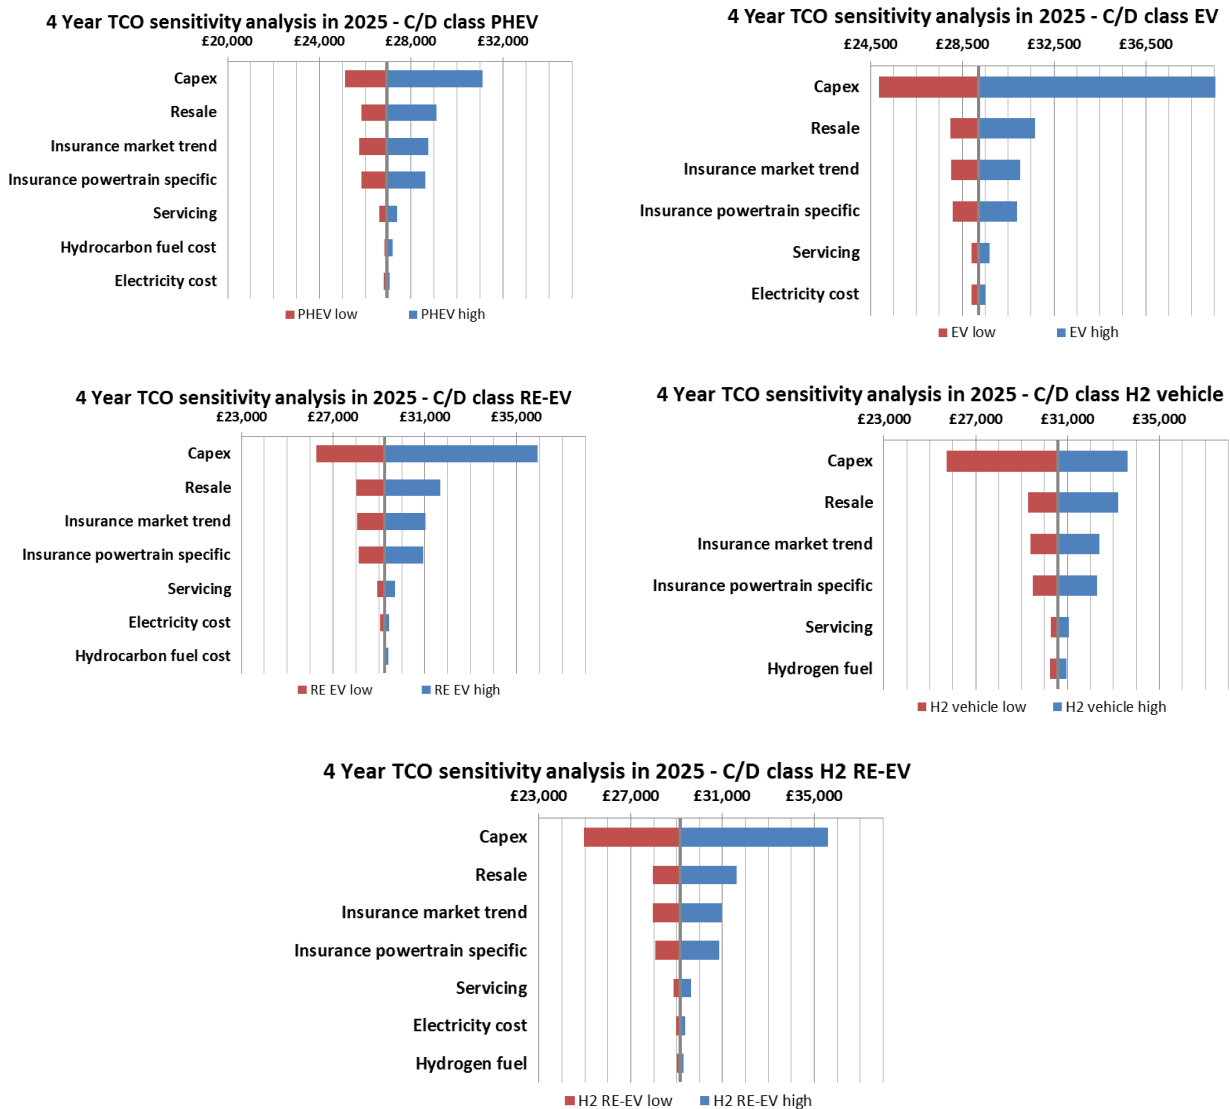 4 Year TCO sensitivity analysis in 2025 - C/D class PHEV
£20,000 £24,000 £28,000 £32,000
Capex
Resale
Insurance market trend
Insurance powertrain specific
Servicing
Hydrocarbon fuel cost
Electricity cost
PHEV low PHEV high
4 Year TCO sensitivity analysis in 2025 - C/D class EV
£24,500 £28,500 £32,500 £36,500
Capex
Resale
Insurance market trend
Insurance powertrain specific
Servicing
Electricity cost
EV low EV high
4 Year TCO sensitivity analysis in 2025 - C/D class RE-EV
£23,000 £27,000 £31,000 £35,000
Capex
Resale
Insurance market trend
Insurance powertrain specific
Servicing
Electricity cost
Hydrocarbon fuel cost
RE EV low RE EV high
4 Year TCO sensitivity analysis in 2025 - C/D class H2 vehicle
£23,000 £27,000 £31,000 £35,000
Capex
Resale
Insurance market trend
Insurance powertrain specific
Servicing
Hydrogen fuel
H2 vehicle low H2 vehicle high
4 Year TCO sensitivity analysis in 2025 - C/D class H2 RE-EV
£23,000 £27,000 £31,000 £35,000
Capex
Resale
Insurance market trend
Insurance powertrain specific
Servicing
Electricity cost
Hydrogen fuel
H2 RE-EV low H2 RE-EV high